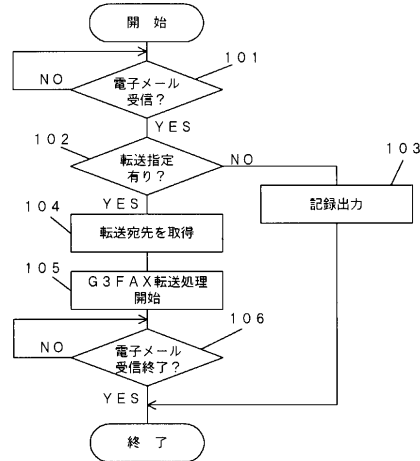 開始
101
NO
電子メール
受信？
YES
102
103
転送指定
有り？
NO
YES
記録出力
104
転送宛先を取得
105
G3FAX転送処理
開始
106
NO
電子メール
受信終了？
YES
終了